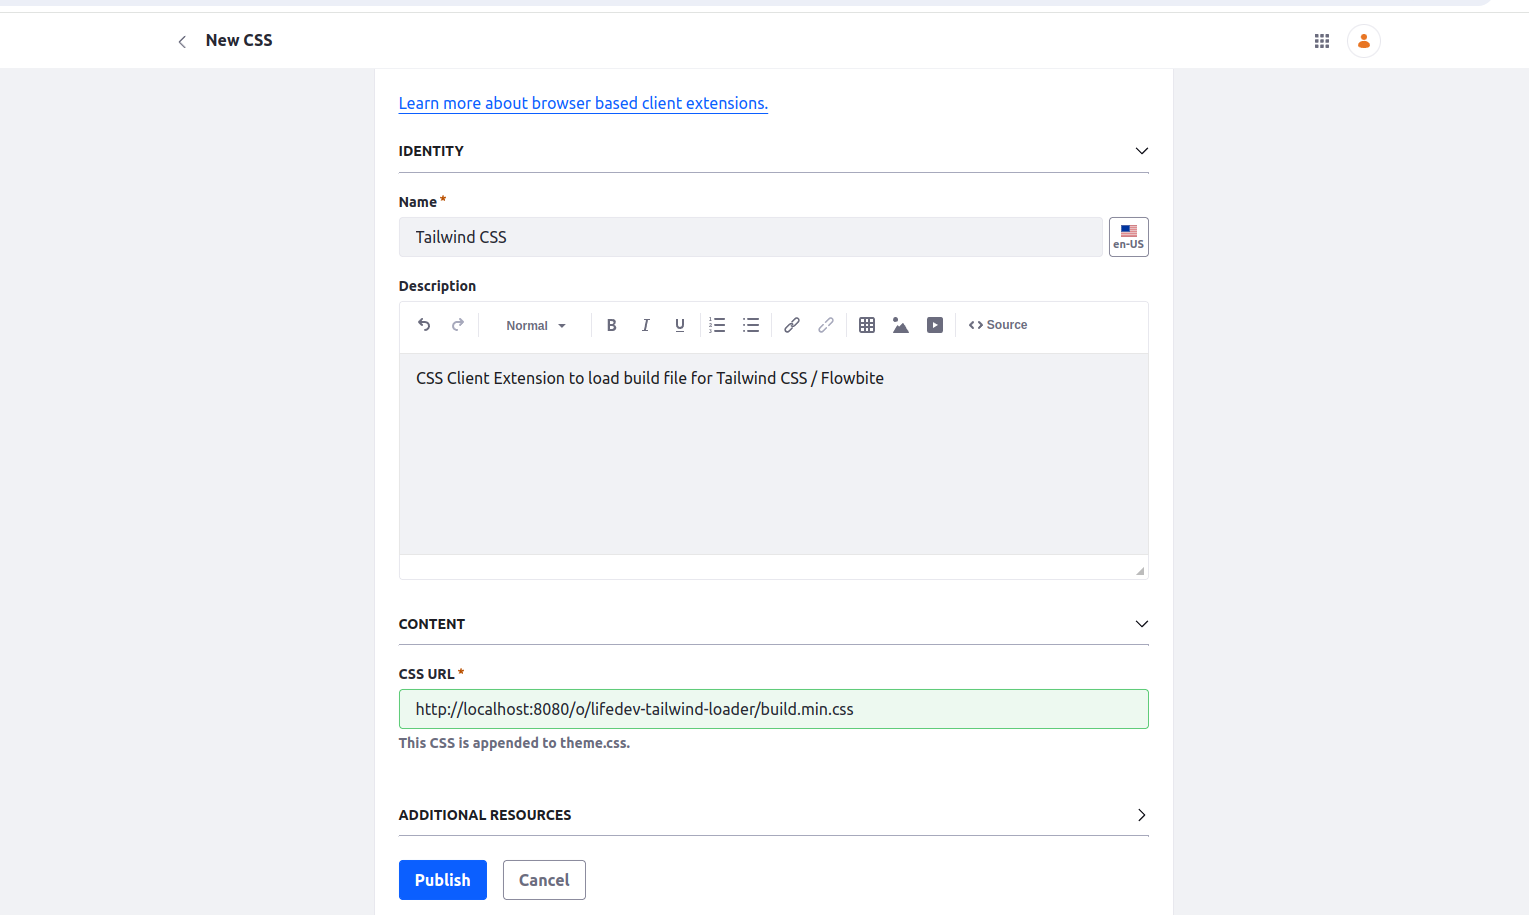 New CSS
Learn more about browser based client extensions.
IDENTITY
Name *
Tailwind CSS
en-US
Description
Normal B I U Source
CSS Client Extension to load build file for Tailwind CSS / Flowbite
CONTENT
CSS URL *
http://localhost:8080/o/lifedev-tailwind-loader/build.min.css
This CSS is appended to theme.css.
ADDITIONAL RESOURCES
Publish Cancel